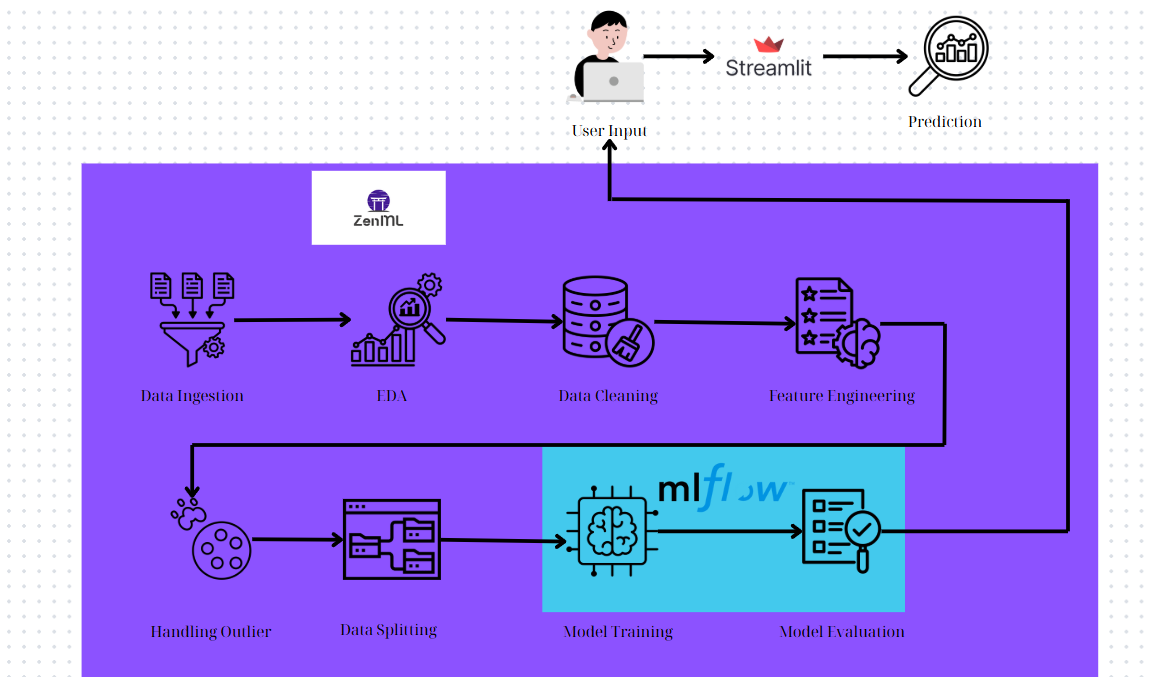 Streamlit
User Input
Prediction
ZenML
Data Ingestion
EDA
Data Cleaning
Feature Engineering
mlflow
Handling Outlier
Data Splitting
Model Training
Model Evaluation